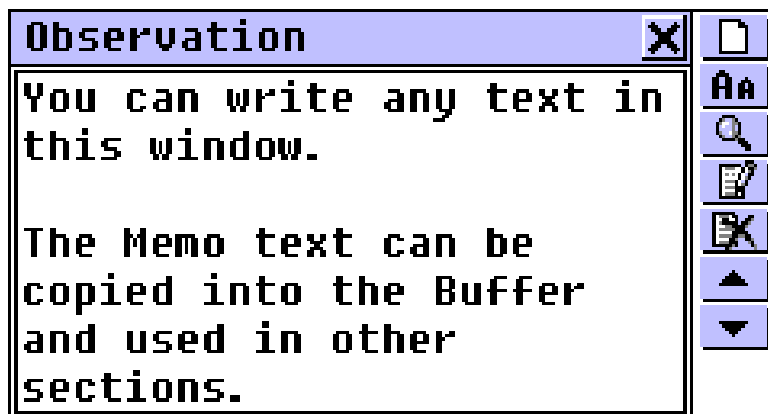 Observation
You can write any text in
this window.
The Memo text can be
copied into the Buffer
and used in other
sections.
Aa